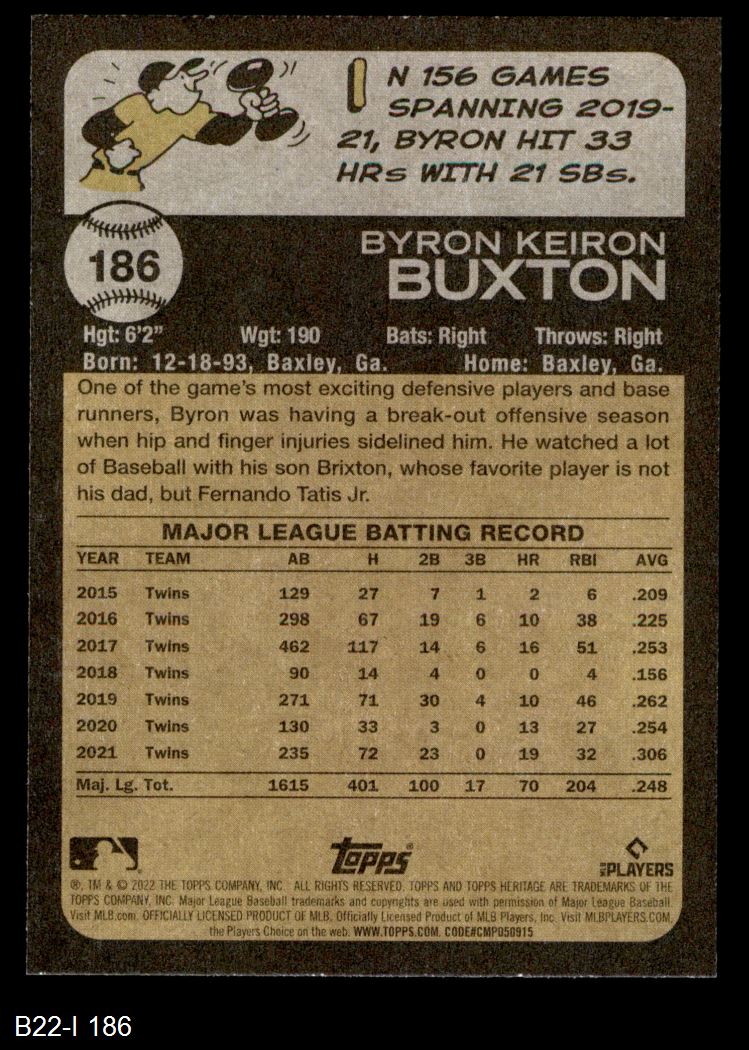 IN 156 GAMES
SPANNING 2019-
21, BYRON HIT 33
HRs WITH 21 SBs.
186
BYRON KEIRON
BUXTON
Hgt: 6'2" Wgt: 190 Bats: Right Throws: Right
Born: 12-18-93, Baxley, Ga. Home: Baxley, Ga.
One of the game's most exciting defensive players and base
runners, Byron was having a break-out offensive season
when hip and finger injuries sidelined him. He watched a lot
of Baseball with his son Brixton, whose favorite player is not
his dad, but Fernando Tatis Jr.
MAJOR LEAGUE BATTING RECORD
YEAR TEAM AB H 2B 3B HR RBI AVG
2015 Twins 129 27 7 1 2 6 .209
2016 Twins 298 67 19 6 10 38 .225
2017 Twins 462 117 14 6 16 51 .253
2018 Twins 90 14 4 0 0 4 .156
2019 Twins 271 71 30 4 10 46 .262
2020 Twins 130 33 3 0 13 27 .254
2021 Twins 235 72 23 0 19 32 .306
Maj. Lg. Tot. 1615 401 100 17 70 204 .248
Topps
MLB PLAYERS
®, TM & © 2022 THE TOPPS COMPANY, INC. ALL RIGHTS RESERVED. TOPPS AND TOPPS HERITAGE ARE TRADEMARKS OF THE
TOPPS COMPANY, INC. Major League Baseball trademarks and copyrights are used with permission of Major League Baseball.
Visit MLB.com. OFFICIALLY LICENSED PRODUCT OF MLB. Officially Licensed Product of MLB Players, Inc. Visit MLBPLAYERS.COM,
the Players Choice on the web. WWW.TOPPS.COM. CODE#CMP050915
B22-I 186